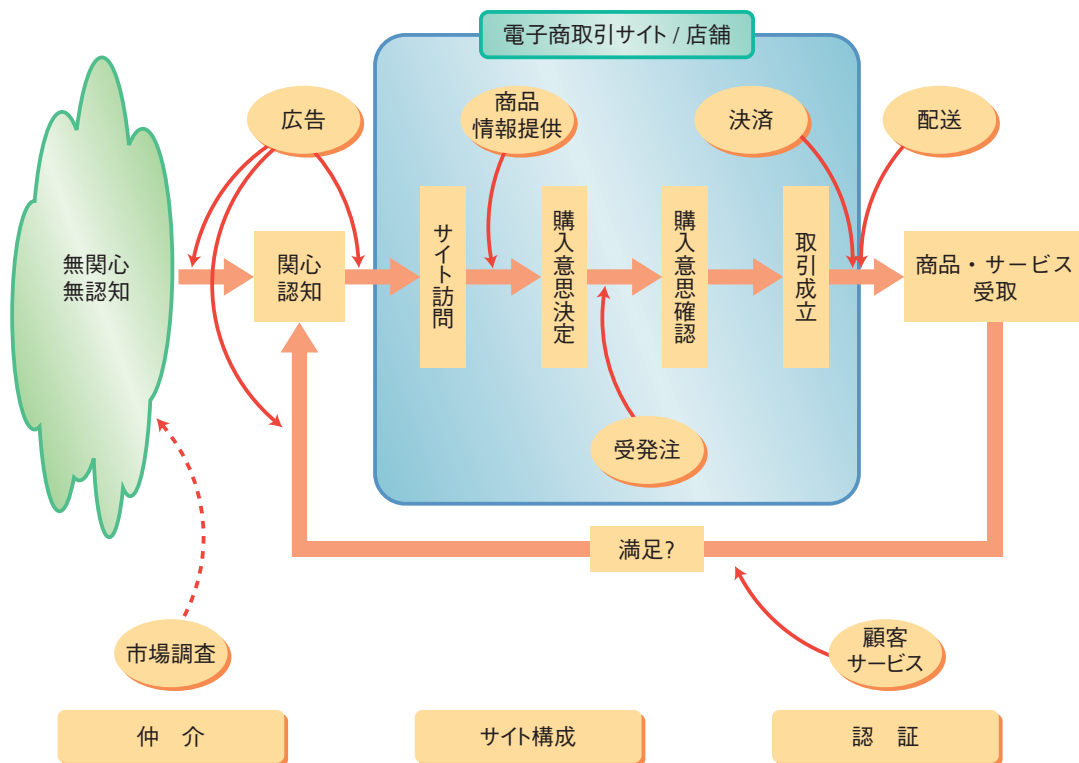 電子商取引サイト / 店舗
広告
商品
情報提供
決済
配送
無関心
無認知
関心
認知
サイト訪問
購入意思決定
購入意思確認
取引成立
商品・サービス
受取
受発注
満足?
市場調査
顧客
サービス
仲　介
サイト構成
認　証